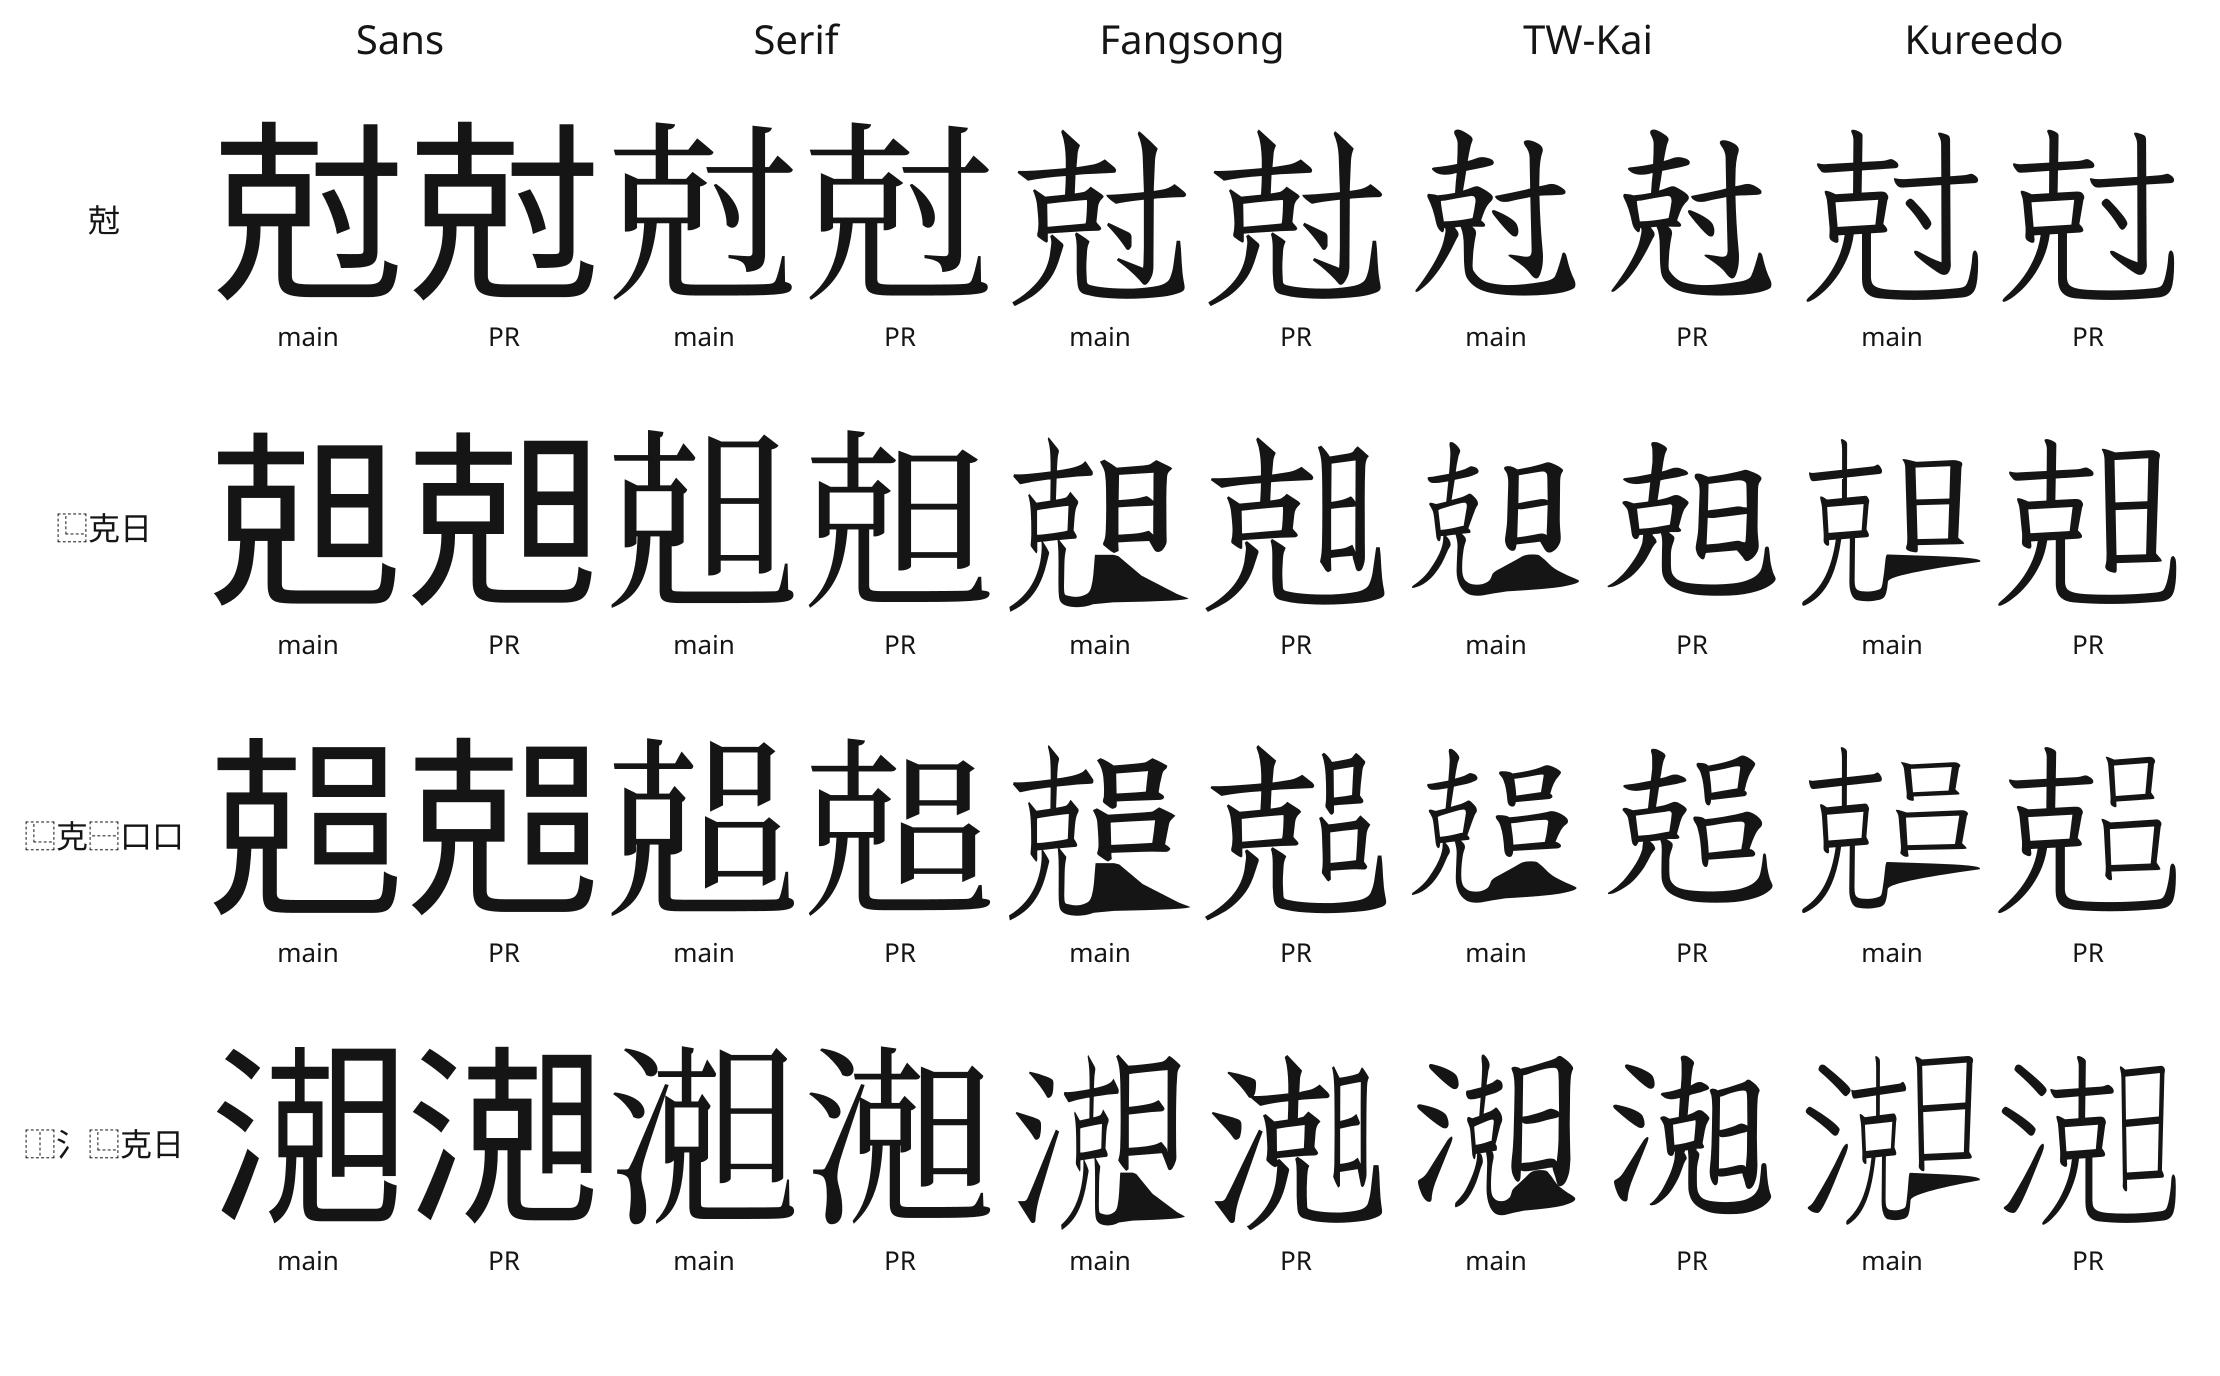 Sans Serif Fangsong TW-Kai Kureedo
尅 尅 尅 尅 尅 尅 尅 尅 尅 尅 尅
main PR main PR main PR main PR main PR
⿺克日
main PR main PR main PR main PR main PR
⿺克⿱口口
main PR main PR main PR main PR main PR
⿰氵⿺克日
main PR main PR main PR main PR main PR